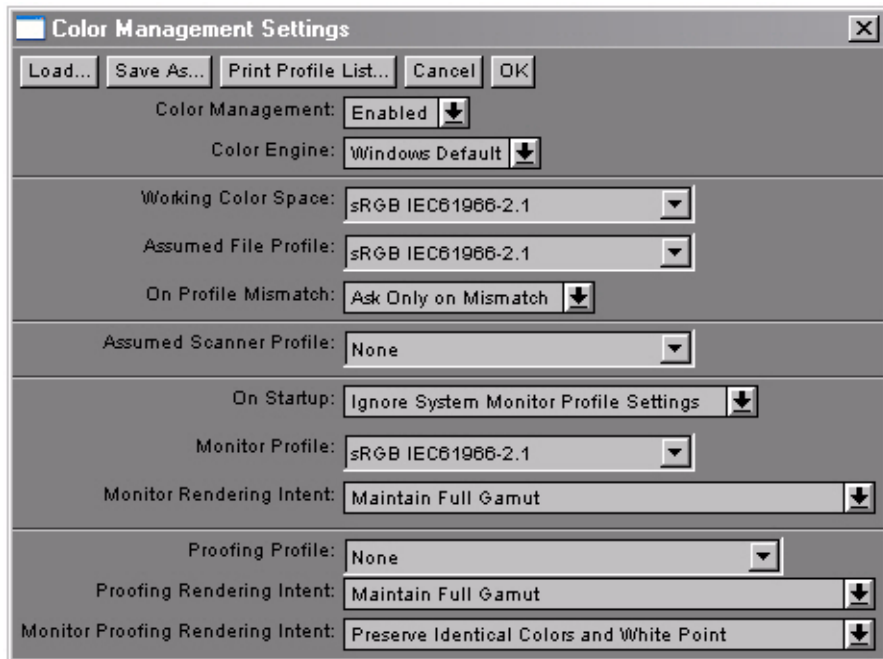 Color Management Settings
Load... Save As... Print Profile List... Cancel OK
Color Management: Enabled
Color Engine: Windows Default
Working Color Space: sRGB IEC61966-2.1
Assumed File Profile: sRGB IEC61966-2.1
On Profile Mismatch: Ask Only on Mismatch
Assumed Scanner Profile: None
On Startup: Ignore System Monitor Profile Settings
Monitor Profile: sRGB IEC61966-2.1
Monitor Rendering Intent: Maintain Full Gamut
Proofing Profile: None
Proofing Rendering Intent: Maintain Full Gamut
Monitor Proofing Rendering Intent: Preserve Identical Colors and White Point